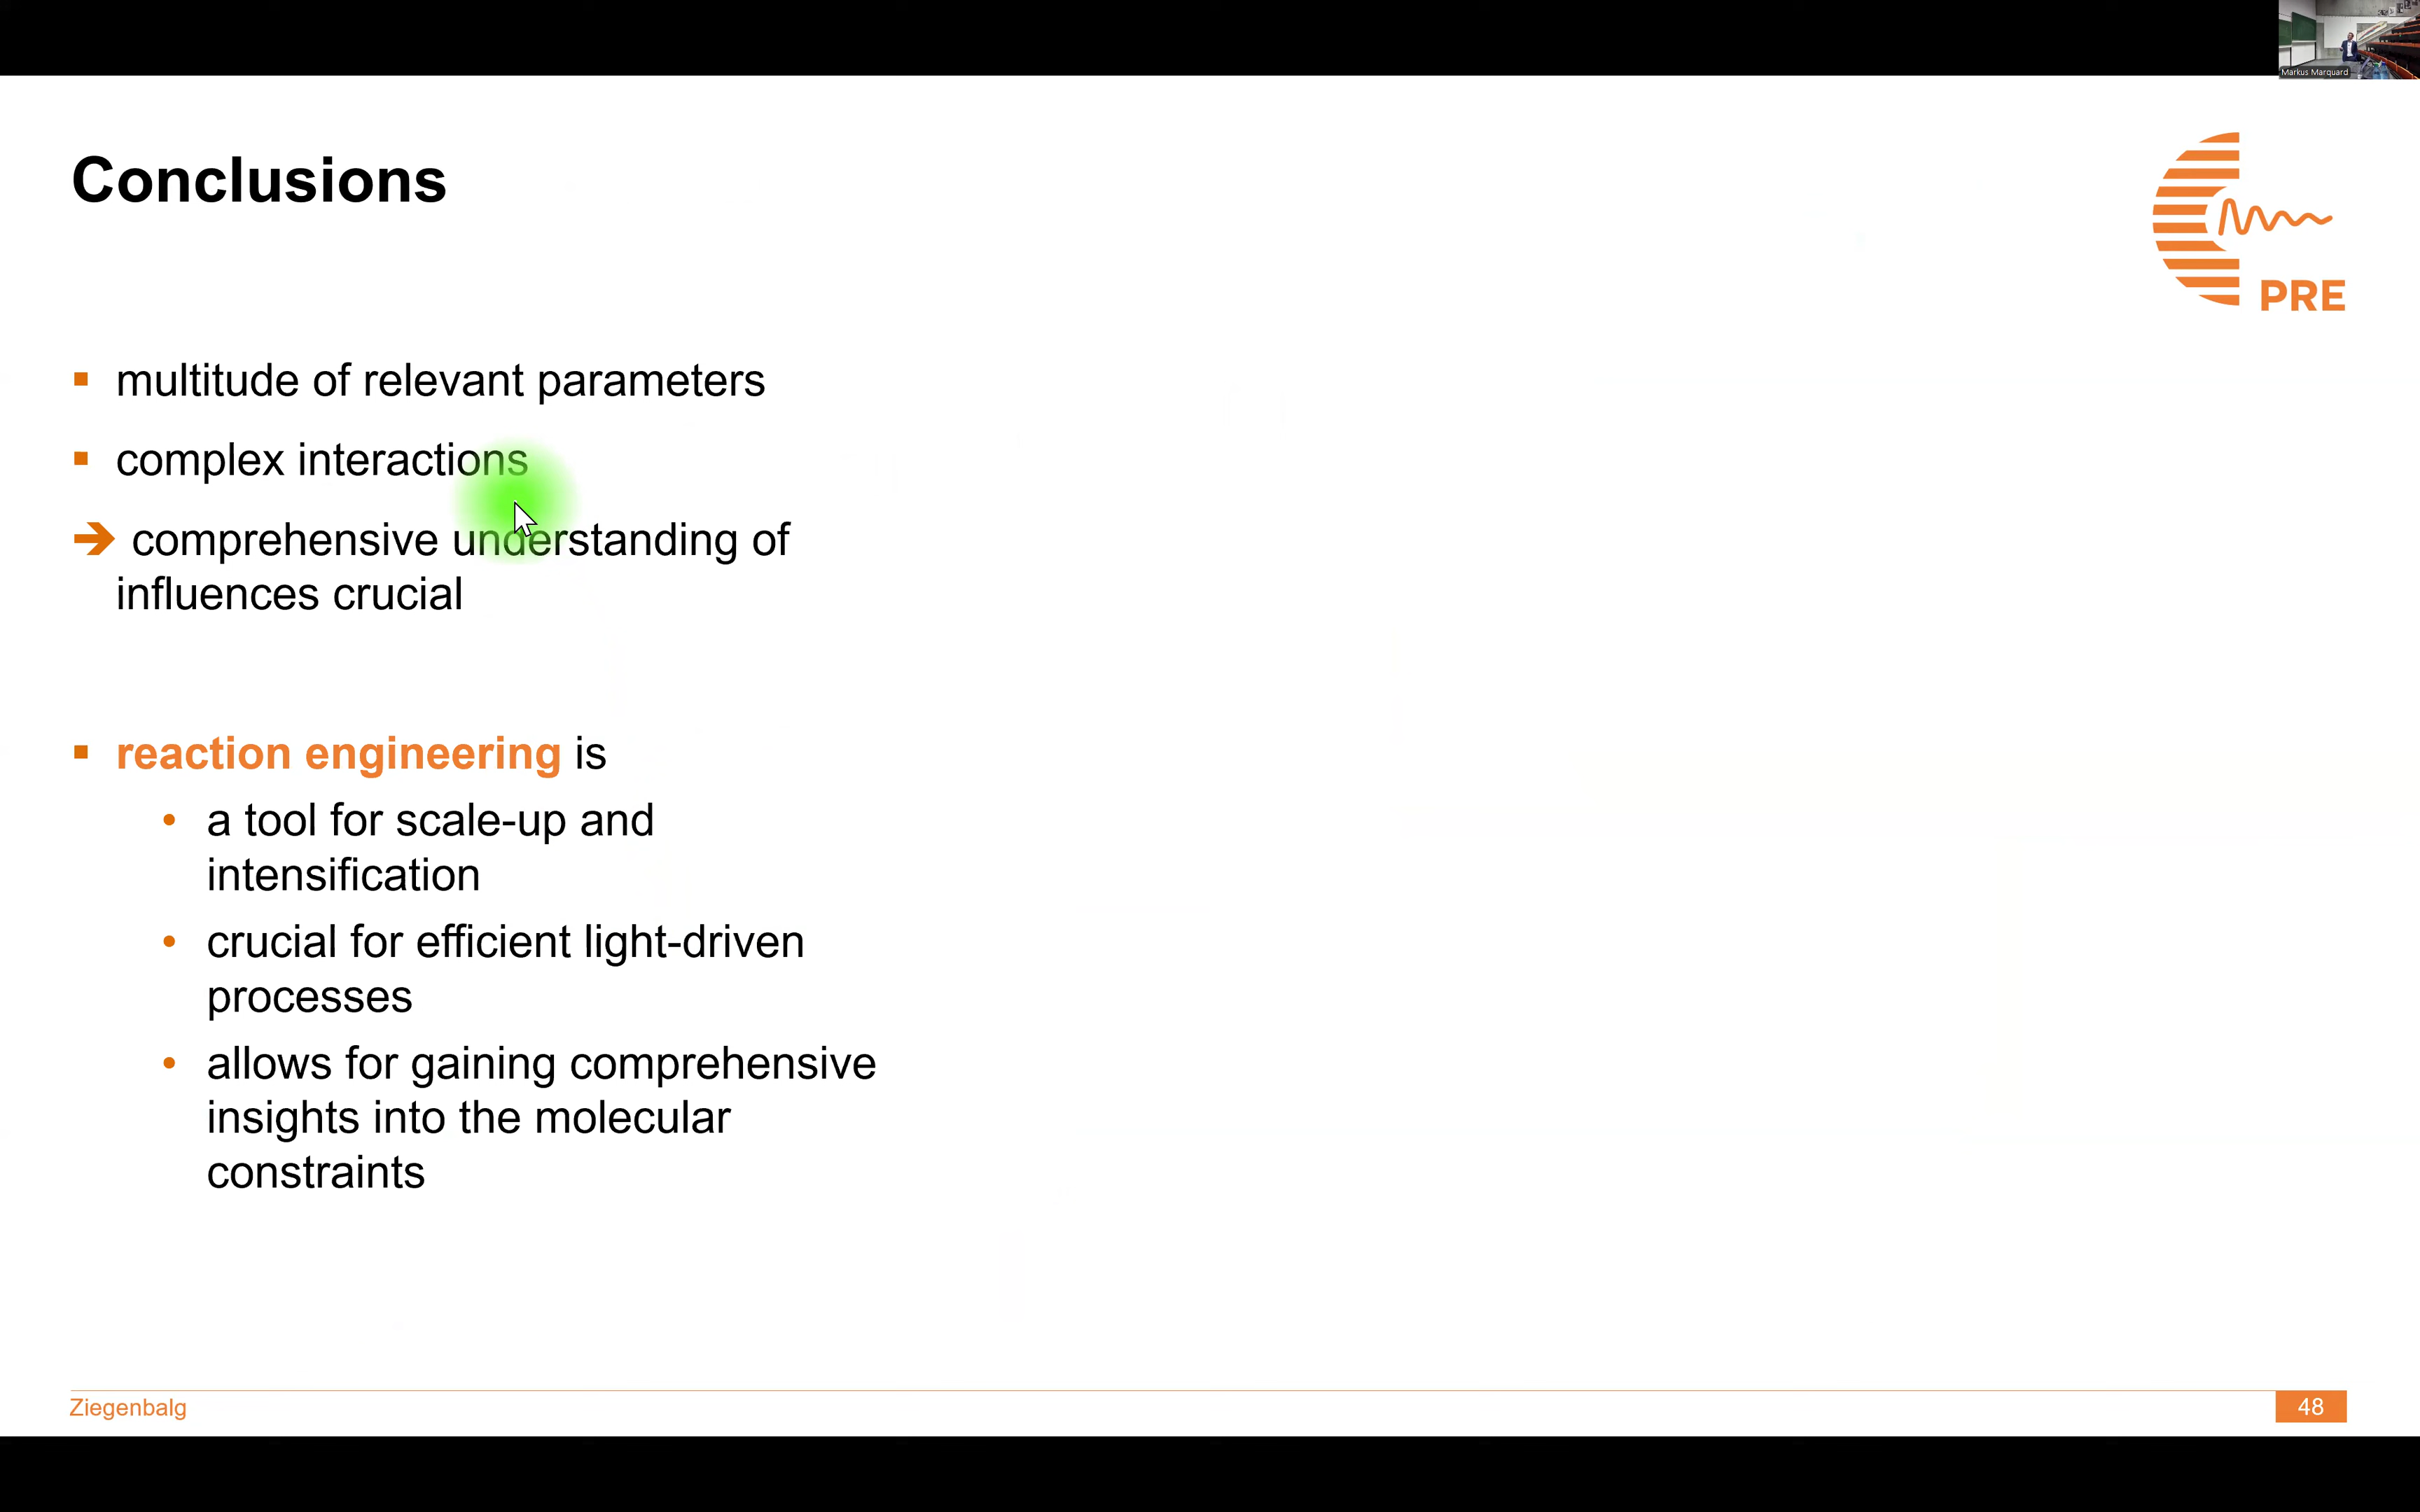 Markus Marquard
Conclusions
PRE
multitude of relevant parameters
complex interactions
comprehensive understanding of
influences crucial
reaction engineering is
a tool for scale-up and
intensification
crucial for efficient light-driven
processes
allows for gaining comprehensive
insights into the molecular
constraints
Ziegenbalg
48